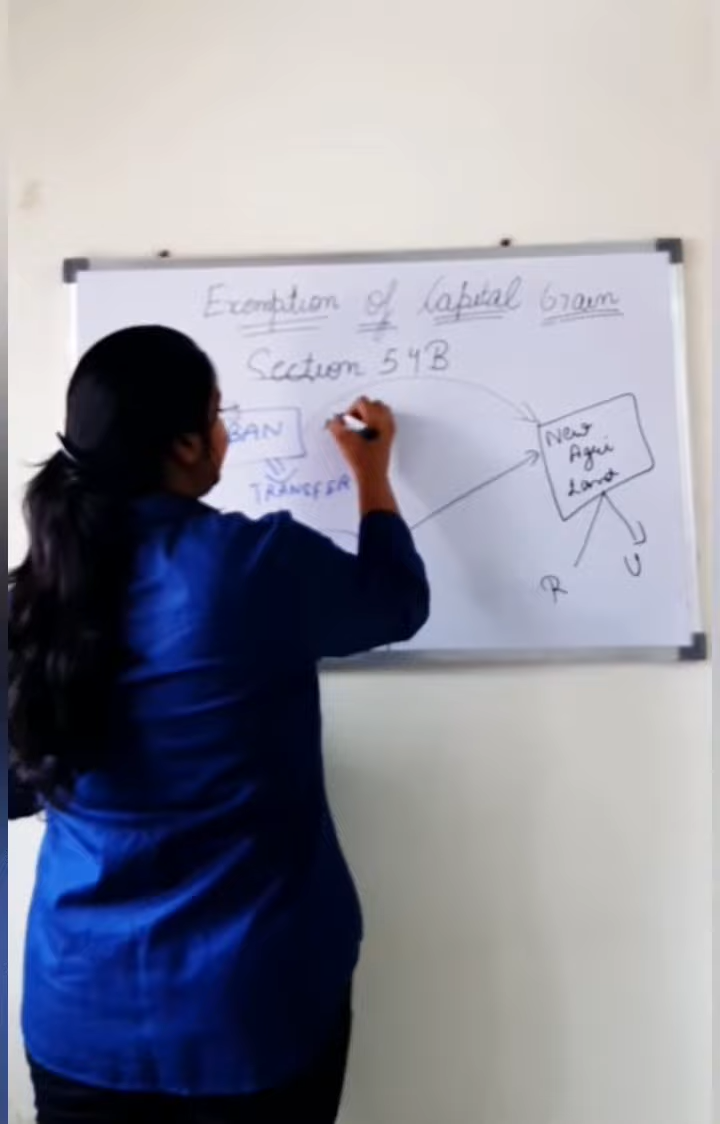 Exemption of Capital Gain
Section 54B
BAN
TRANSFER
New
Agri
Land
R
U